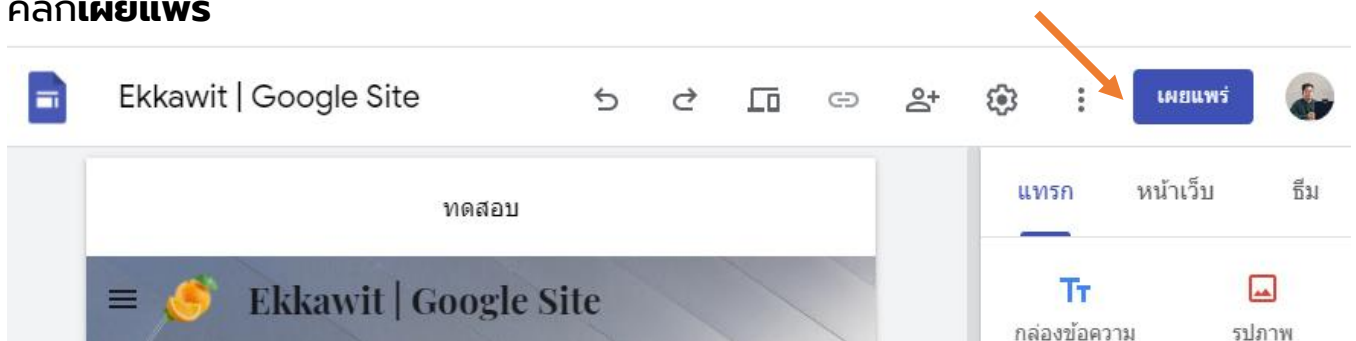 คลิกเผยแพร่
Ekkawit | Google Site
เผยแพร่
แทรก หน้าเว็บ ธีม
ทดสอบ
Ekkawit | Google Site
กล่องข้อความ รูปภาพ